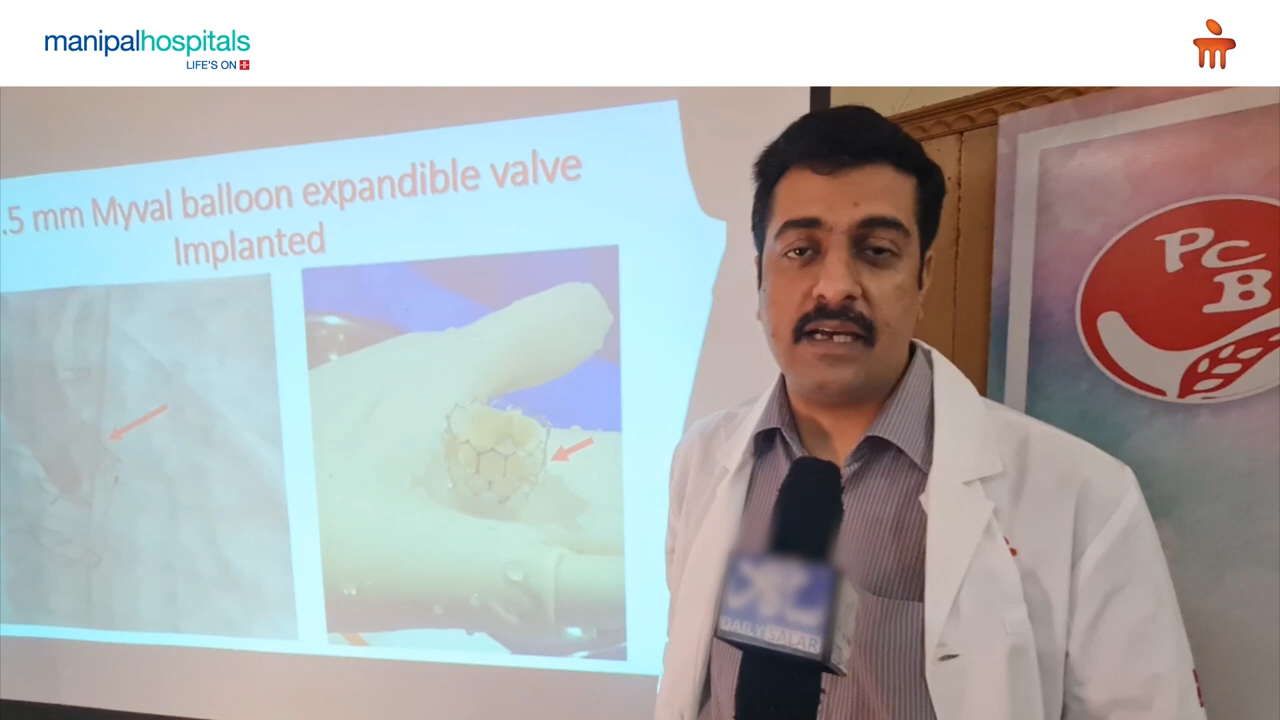 manipalhospitals
LIFE'S ON
.5 mm Myval balloon expandible valve
Implanted
PC
B
DAILY SALAR